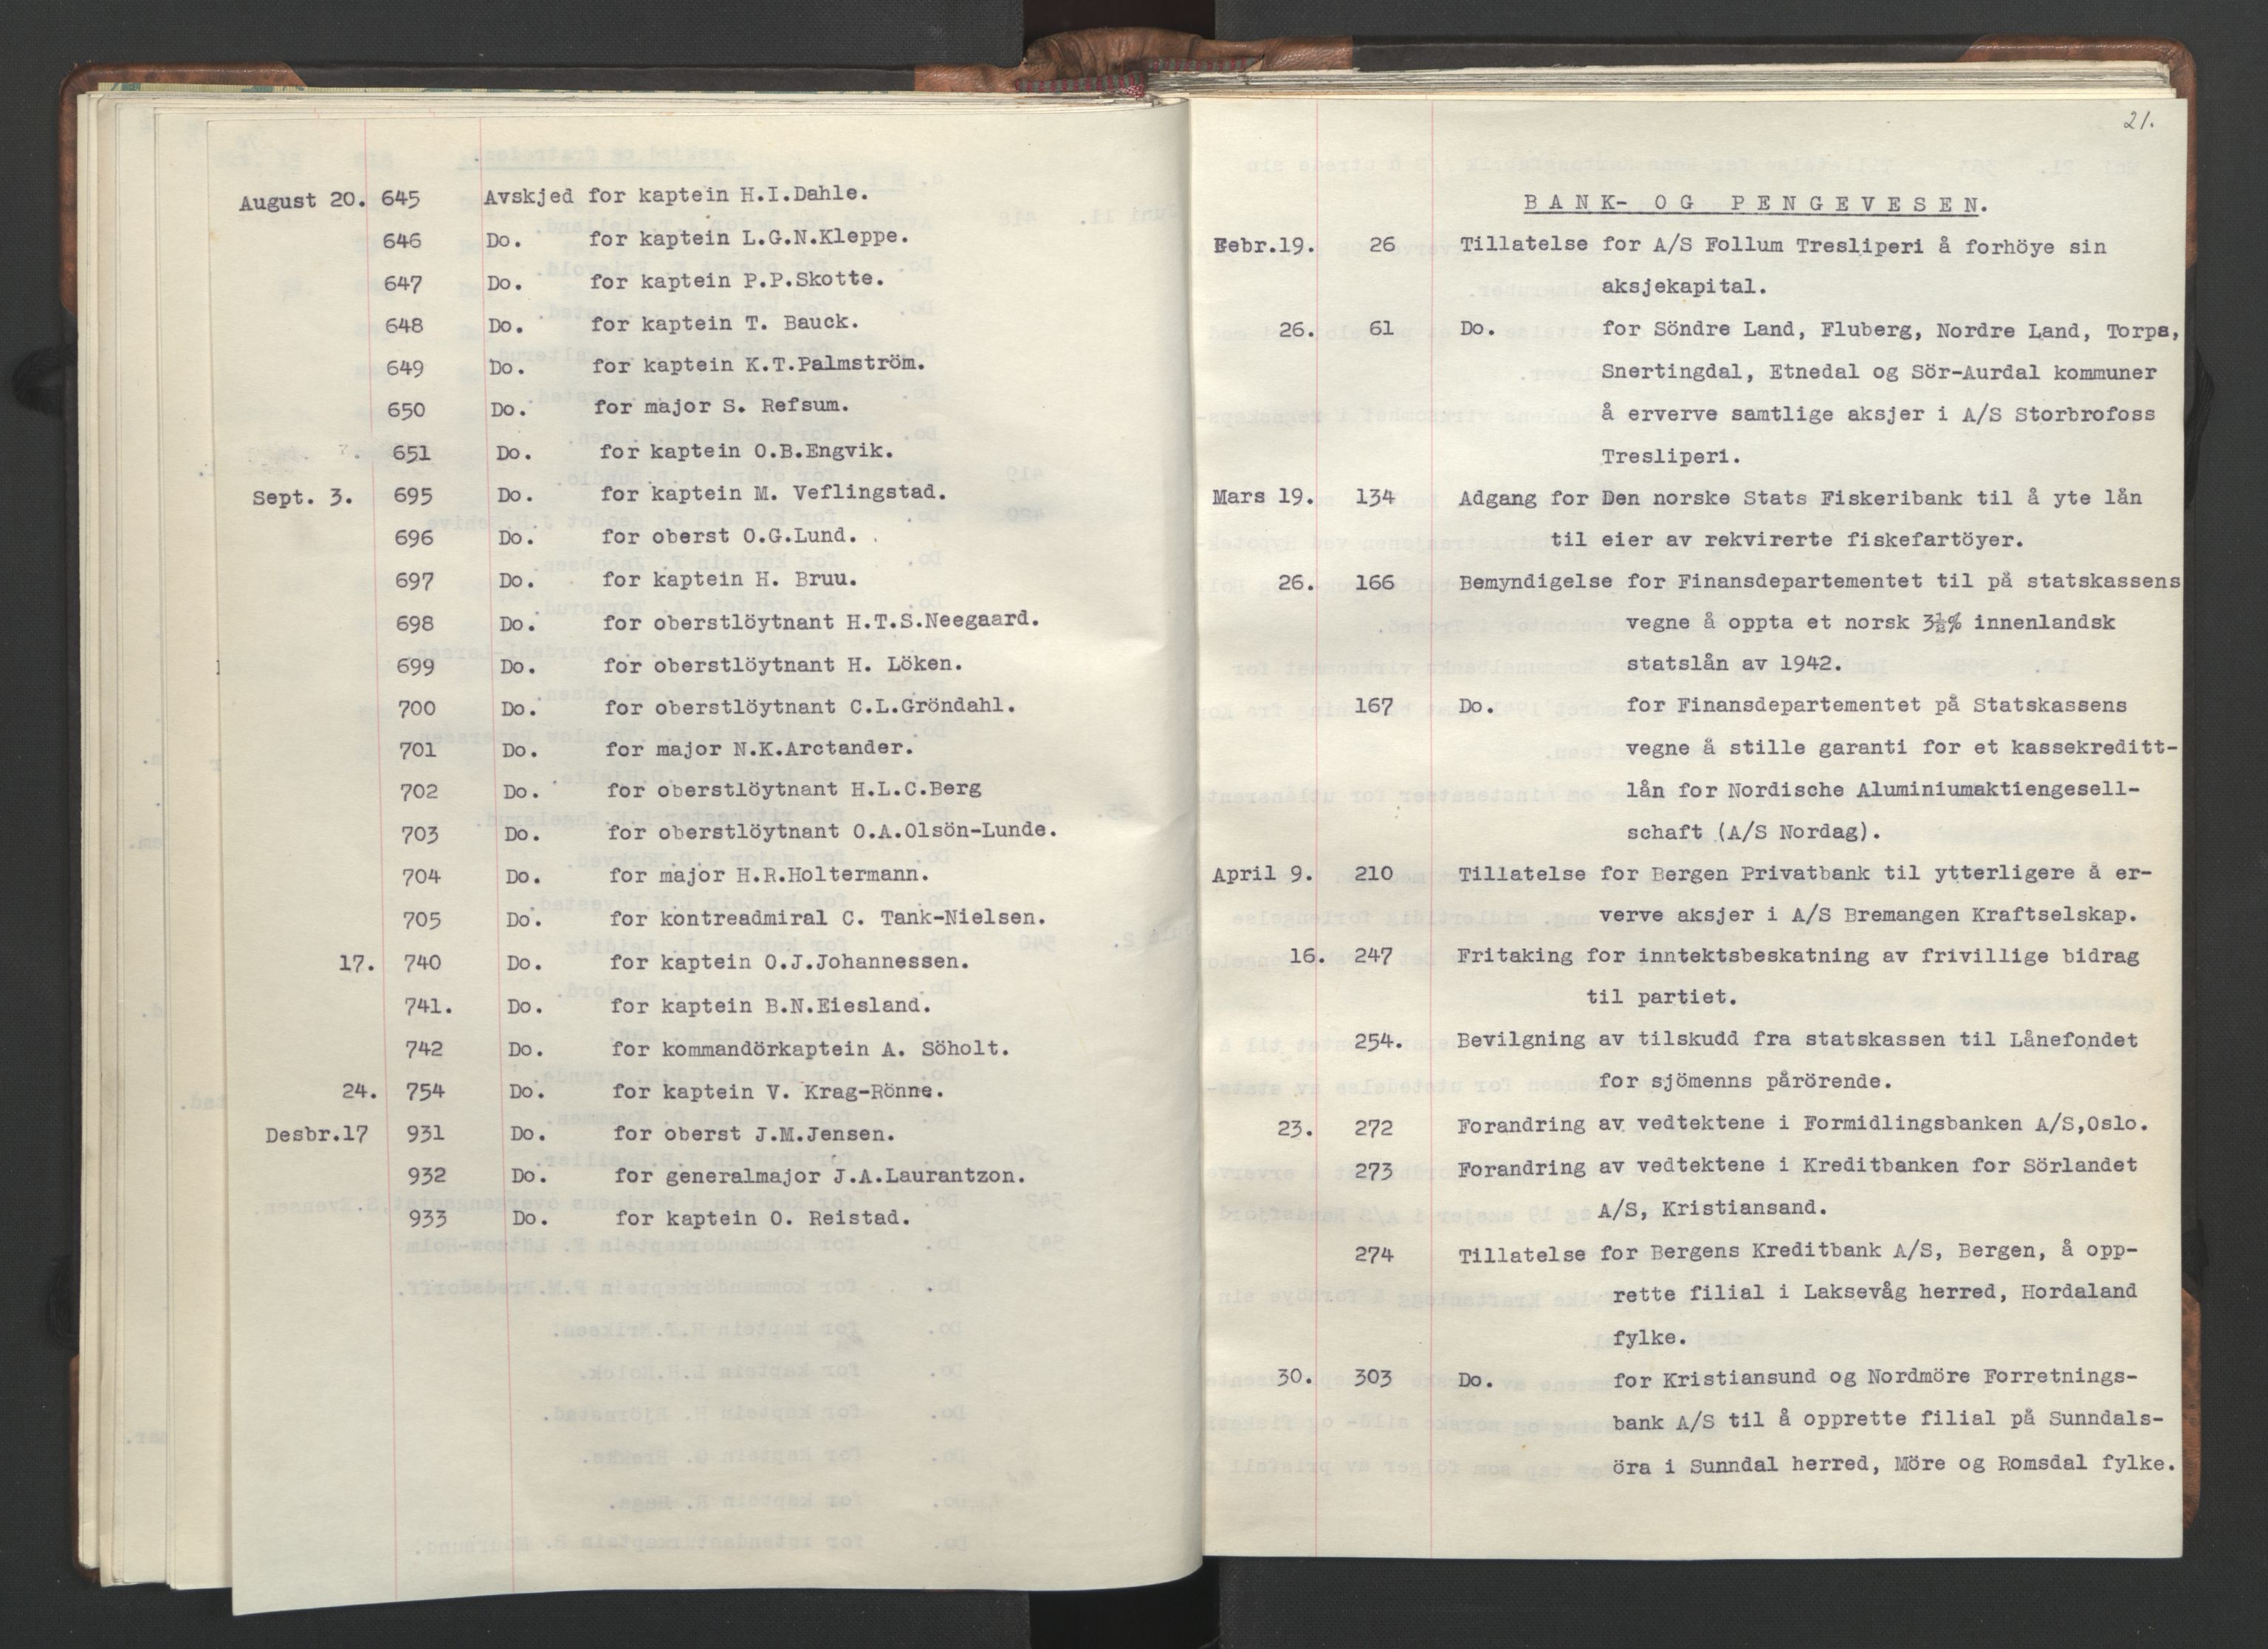 August 20. 645 Avskjed for kaptein H.I.Dahle.
646 Do. for kaptein L.G.N.Kleppe.
647 Do. for kaptein P.P.Skotte.
648 Do. for kaptein T. Bauck.
649 Do. for kaptein K.T.Palmström.
650 Do. for major S. Refsum.
651 Do. for kaptein O.B.Engvik.
Sept. 3. 695 Do. for kaptein M. Veflingstad.
696 Do. for oberst O.G.Lund.
697 Do. for kaptein H. Bruu.
698 Do. for oberstlöytnant H.T.S.Neegaard.
699 Do. for oberstlöytnant H. Löken.
700 Do. for oberstlöytnant C.L.Gröndahl.
701 Do. for major N.K.Arctander.
702 Do. for oberstlöytnant H.L.C.Berg
703 Do. for oberstlöytnant O.A.Olsön-Lunde.
704 Do. for major H.R.Holtermann.
705 Do. for kontreadmiral C. Tank-Nielsen.
17. 740 Do. for kaptein O.J.Johannessen.
741. Do. for kaptein B.N.Eiesland.
742 Do. for kommandörkaptein A. Söholt.
24. 754 Do. for kaptein V. Krag-Rönne.
Desbr.17 931 Do. for oberst J.M.Jensen.
932 Do. for generalmajor J.A.Laurantzon.
933 Do. for kaptein O. Reistad.
21.
BANK- OG PENGEVESEN.
Febr.19. 26 Tillatelse for A/S Follum Tresliperi å forhöye sin
aksjekapital.
26. 61 Do. for Söndre Land, Fluberg, Nordre Land, Torpa,
Snertingdal, Etnedal og Sör-Aurdal kommuner
å erverve samtlige aksjer i A/S Storbrofoss
Tresliperi.
Mars 19. 134 Adgang for Den norske Stats Fiskeribank til å yte lån
til eier av rekvirerte fiskefartöyer.
26. 166 Bemyndigelse for Finansdepartementet til på statskassens
vegne å oppta et norsk 3½% innenlandsk
statslån av 1942.
167 Do. for Finansdepartementet på Statskassens
vegne å stille garanti for et kassekreditt-
lån for Nordische Aluminiumaktiengesell-
schaft (A/S Nordag).
April 9. 210 Tillatelse for Bergen Privatbank til ytterligere å er-
verve aksjer i A/S Bremangen Kraftselskap.
16. 247 Fritaking for inntektsbeskatning av frivillige bidrag
til partiet.
254. Bevilgning av tilskudd fra statskassen til Lånefondet
for sjömenns pårörende.
23. 272 Forandring av vedtektene i Formidlingsbanken A/S,Oslo.
273 Forandring av vedtektene i Kreditbanken for Sörlandet
A/S, Kristiansand.
274 Tillatelse for Bergens Kreditbank A/S, Bergen, å opp-
rette filial i Laksevåg herred, Hordaland
fylke.
30. 303 Do. for Kristiansund og Nordmöre Forretnings-
bank A/S til å opprette filial på Sunndals-
öra i Sunndal herred, Möre og Romsdal fylke.